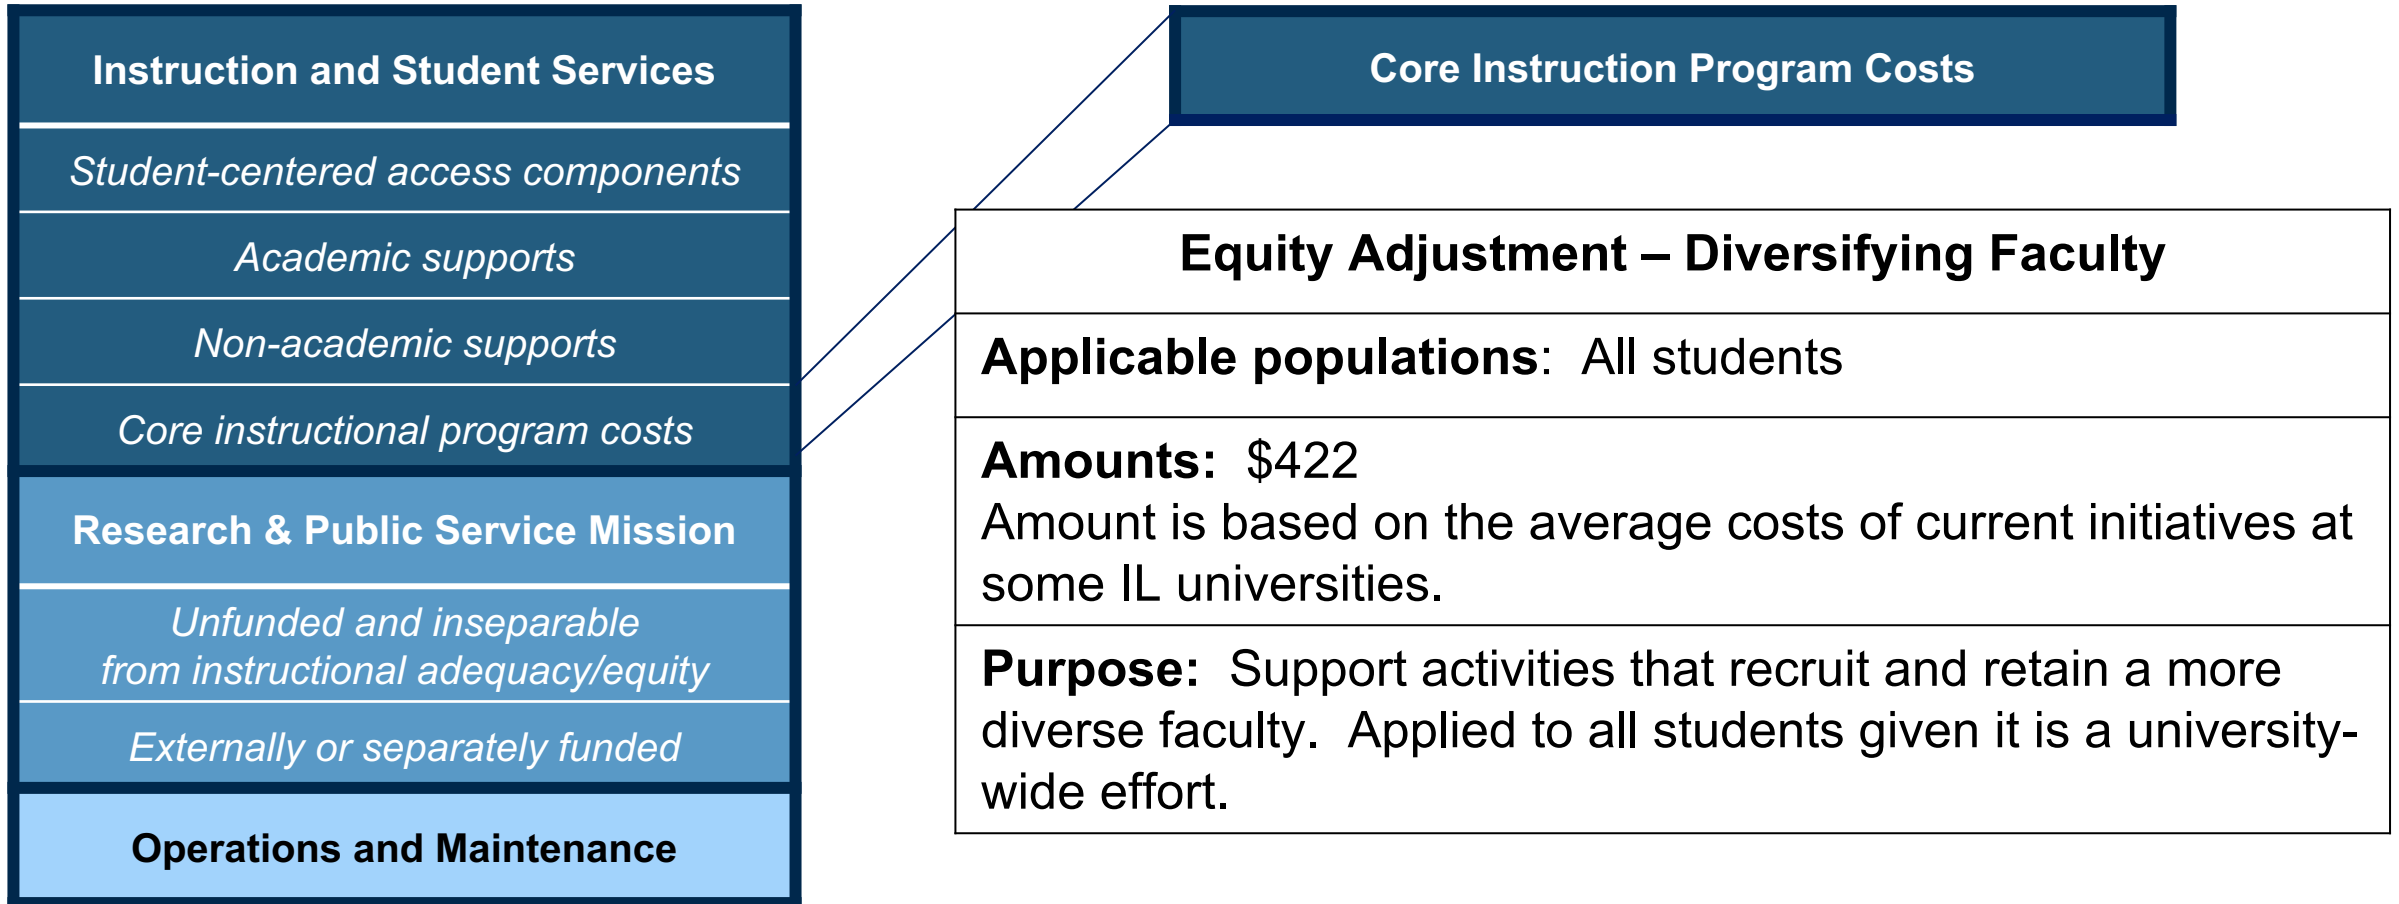 Instruction and Student Services
Student-centered access components
Academic supports
Non-academic supports
Core instructional program costs
Research & Public Service Mission
Unfunded and inseparable
from instructional adequacy/equity
Externally or separately funded
Operations and Maintenance
Core Instruction Program Costs
Equity Adjustment – Diversifying Faculty
Applicable populations: All students
Amounts: $422
Amount is based on the average costs of current initiatives at
some IL universities.
Purpose: Support activities that recruit and retain a more
diverse faculty. Applied to all students given it is a university-
wide effort.